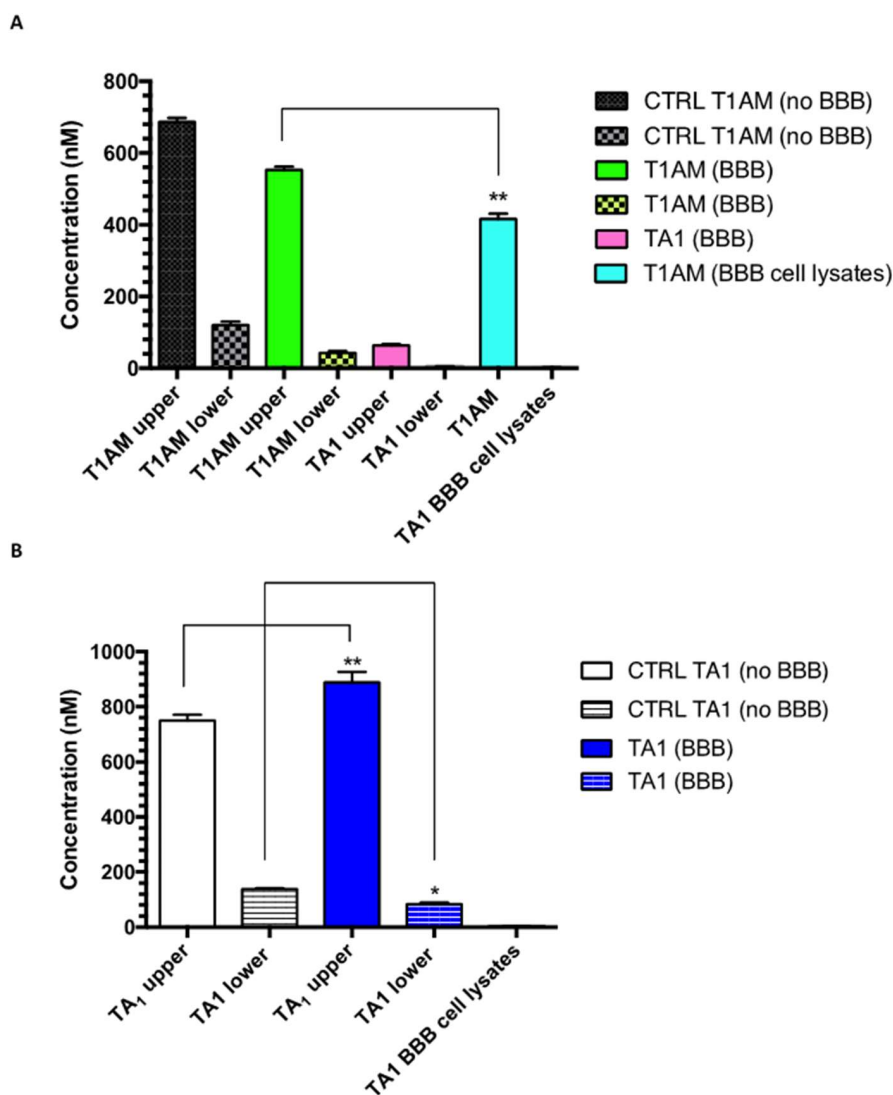 A
800
600
400
200
0
Concentration (nM)
T1AM upper
T1AM lower
T1AM upper
T1AM lower
TA1 upper
TA1 lower
T1AM
TA1 BBB cell lysates
**
CTRL T1AM (no BBB)
CTRL T1AM (no BBB)
T1AM (BBB)
T1AM (BBB)
TA1 (BBB)
T1AM (BBB cell lysates)
B
1000
800
600
400
200
0
Concentration (nM)
TA₁ upper
TA1 lower
TA₁ upper
TA1 lower
TA1 BBB cell lysates
**
*
CTRL TA1 (no BBB)
CTRL TA1 (no BBB)
TA1 (BBB)
TA1 (BBB)